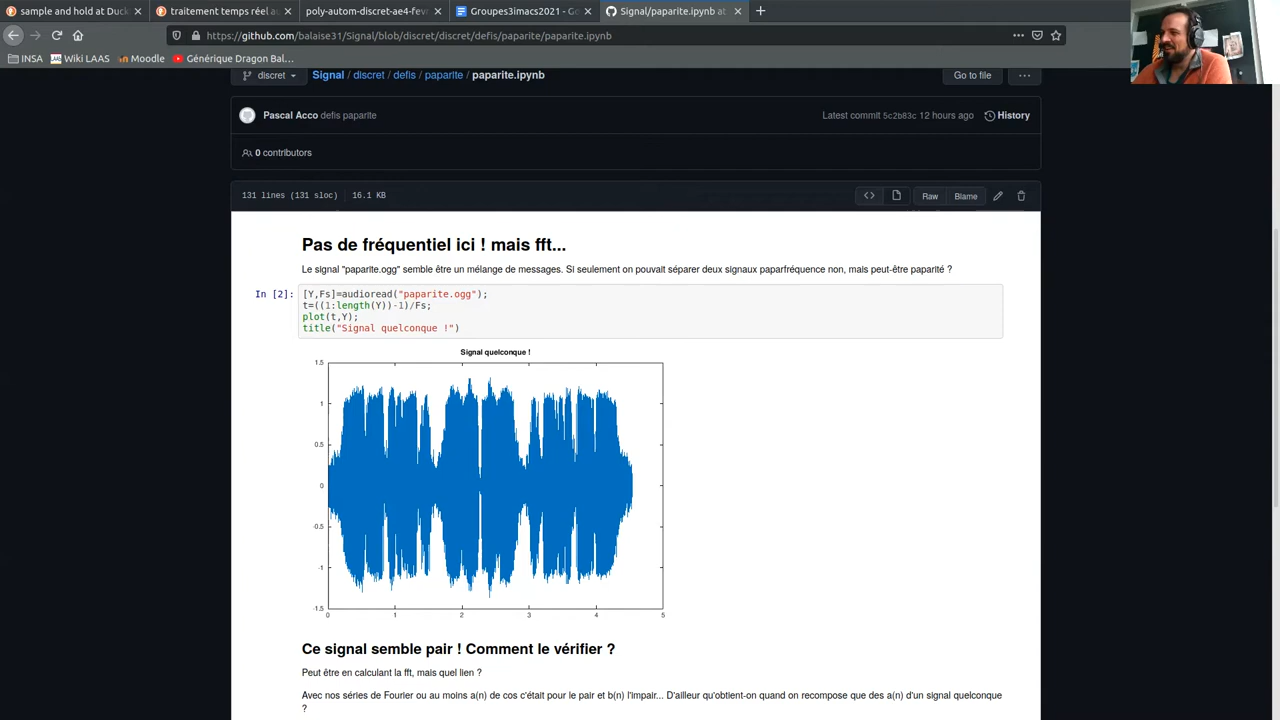 sample and hold at Duck
traitement temps réel a
poly-autom-discret-ae4-fevr
Groupes3imacs2021 - Go
Signal/paparite.ipynb at
https://github.com/balaise31/Signal/blob/discret/discret/defis/paparite/paparite.ipynb
INSA
Wiki LAAS
Moodle
Générique Dragon Bal…
discret
Signal / discret / defis / paparite / paparite.ipynb
Go to file
Pascal Acco defis paparite
Latest commit 5c2b83c 12 hours ago
History
0 contributors
131 lines (131 sloc) 16.1 KB
Raw
Blame
Pas de fréquentiel ici ! mais fft...
Le signal "paparite.ogg" semble être un mélange de messages. Si seulement on pouvait séparer deux signaux paparfréquence non, mais peut-être paparité ?
In [2]:
[Y,Fs]=audioread("paparite.ogg");
t=((1:length(Y))-1)/Fs;
plot(t,Y);
title("Signal quelconque !")
Signal quelconque !
1.5
1
0.5
0
-0.5
-1
-1.5
0 1 2 3 4 5
Ce signal semble pair ! Comment le vérifier ?
Peut être en calculant la fft, mais quel lien ?
Avec nos séries de Fourier ou au moins a(n) de cos c'était pour le pair et b(n) l'impair... D'ailleur qu'obtient-on quand on recompose que des a(n) d'un signal quelconque
?